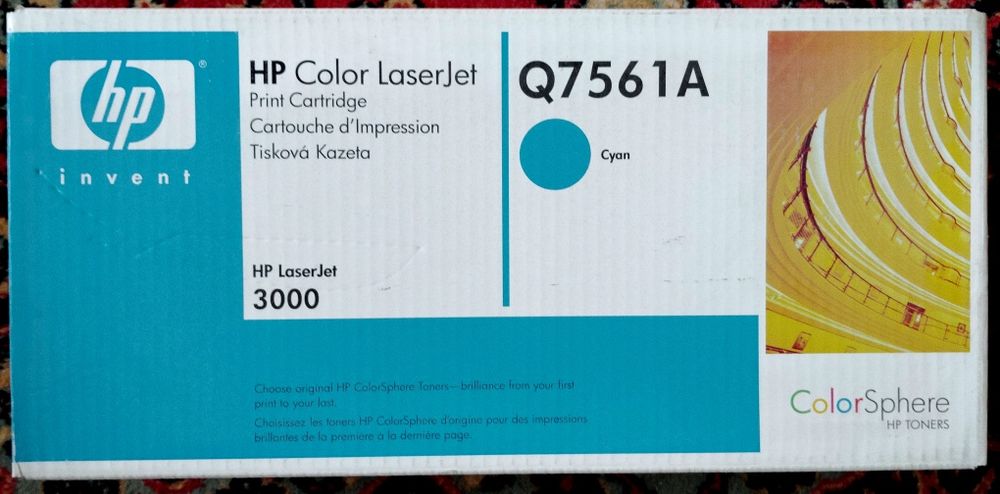 hp
®
invent
HP Color LaserJet
Print Cartridge
Cartouche d'Impression
Tisková Kazeta
HP LaserJet
3000
Q7561A
Cyan
Choose original HP ColorSphere Toners—brilliance from your first
print to your last.
Choisissez les toners HP ColorSphere d'origine pour des impressions
brillantes de la première à la dernière page.
ColorSphere
HP TONERS